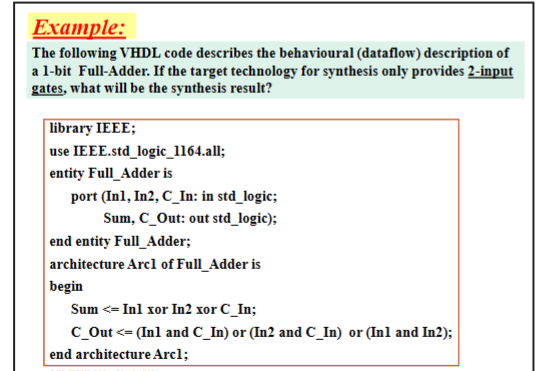 Example:
The following VHDL code describes the behavioural (dataflow) description of
a 1-bit Full-Adder. If the target technology for synthesis only provides 2-input
gates, what will be the synthesis result?
library IEEE;
use IEEE.std_logic_1164.all;
entity Full_Adder is
port (In1, In2, C_In: in std_logic;
Sum, C_Out: out std_logic);
end entity Full_Adder;
architecture Arc1 of Full_Adder is
begin
Sum <= In1 xor In2 xor C_In;
C_Out <= (In1 and C_In) or (In2 and C_In) or (In1 and In2);
end architecture Arc1;